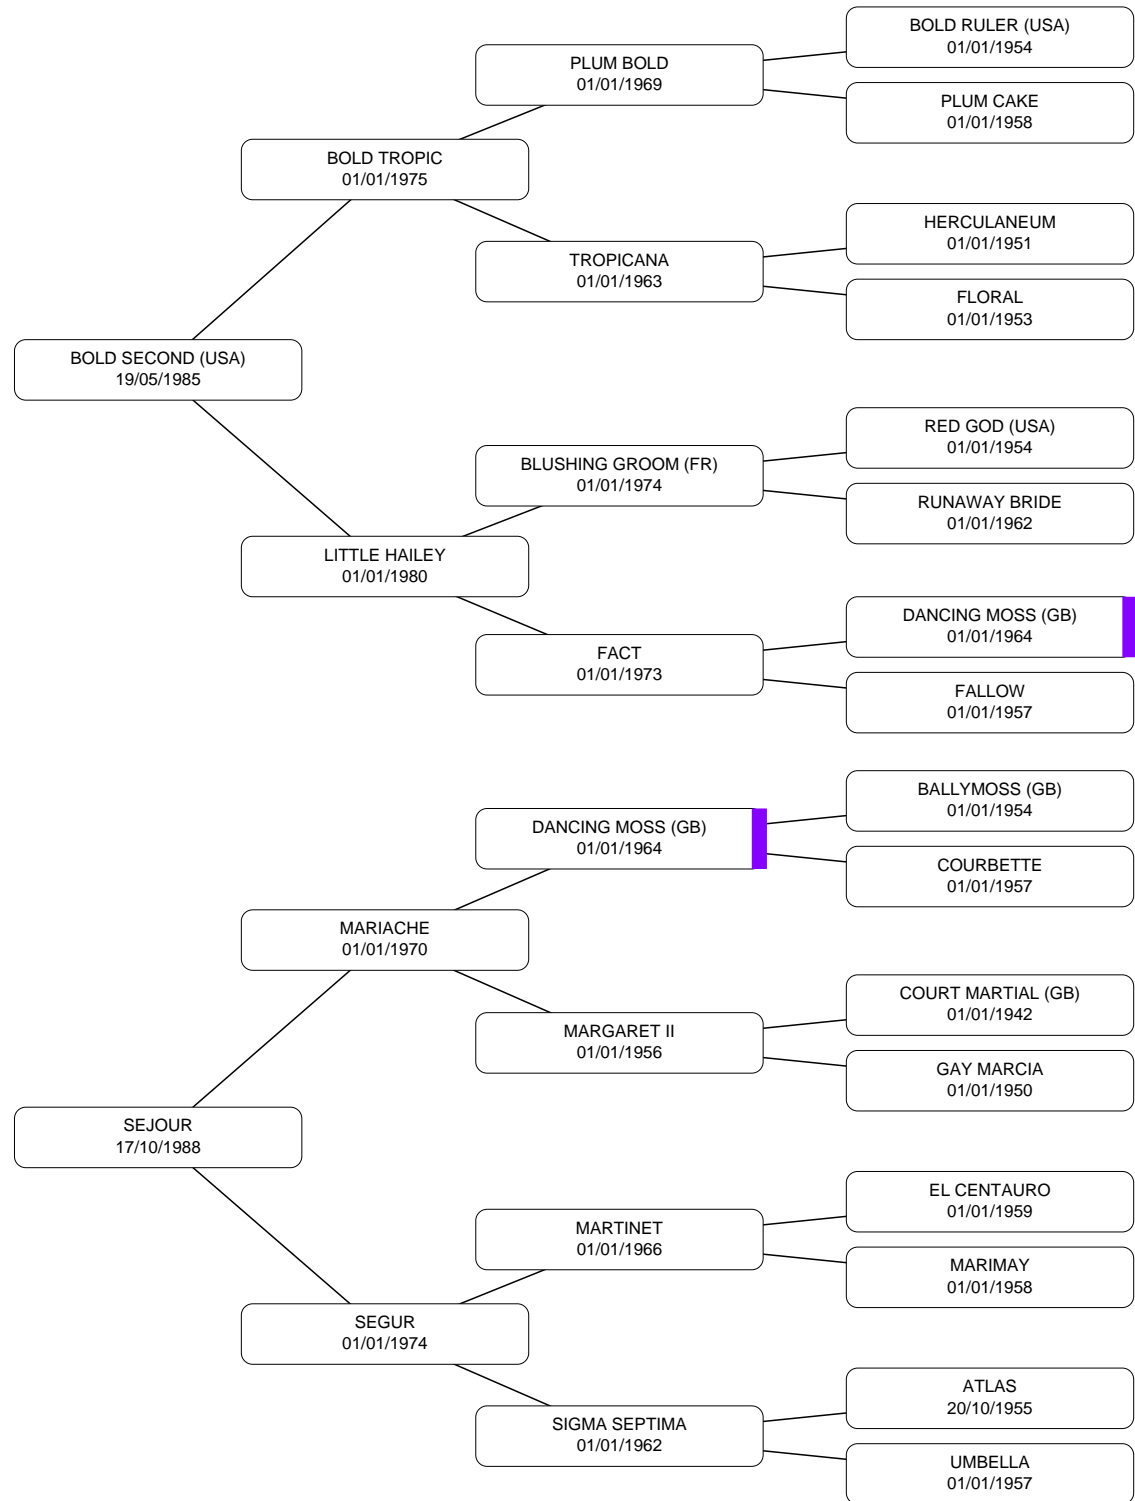 BOLD RULER (USA)
01/01/1954
PLUM BOLD
01/01/1969
PLUM CAKE
01/01/1958
BOLD TROPIC
01/01/1975
HERCULANEUM
01/01/1951
TROPICANA
01/01/1963
FLORAL
01/01/1953
BOLD SECOND (USA)
19/05/1985
RED GOD (USA)
01/01/1954
BLUSHING GROOM (FR)
01/01/1974
RUNAWAY BRIDE
01/01/1962
LITTLE HAILEY
01/01/1980
DANCING MOSS (GB)
01/01/1964
FACT
01/01/1973
FALLOW
01/01/1957
BALLYMOSS (GB)
01/01/1954
DANCING MOSS (GB)
01/01/1964
COURBETTE
01/01/1957
MARIACHE
01/01/1970
COURT MARTIAL (GB)
01/01/1942
MARGARET II
01/01/1956
GAY MARCIA
01/01/1950
SEJOUR
17/10/1988
EL CENTAURO
01/01/1959
MARTINET
01/01/1966
MARIMAY
01/01/1958
SEGUR
01/01/1974
ATLAS
20/10/1955
SIGMA SEPTIMA
01/01/1962
UMBELLA
01/01/1957